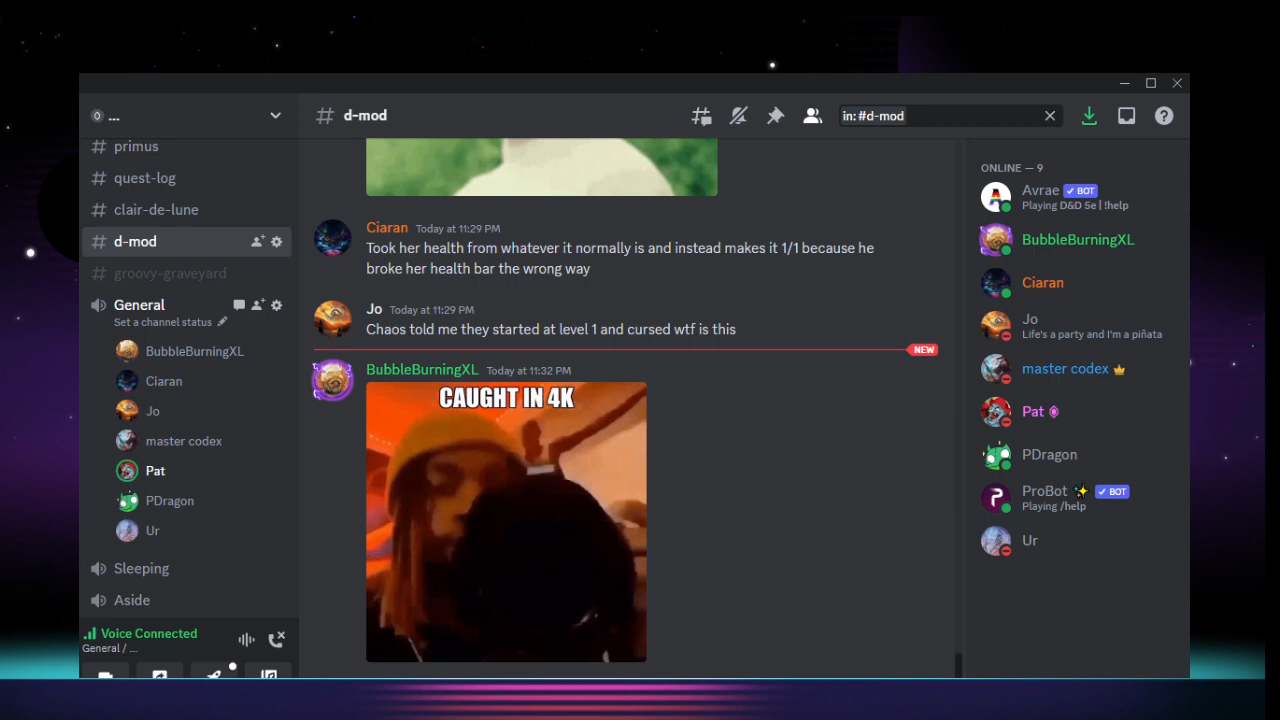 ...
primus
quest-log
clair-de-lune
d-mod
groovy-graveyard
General
Set a channel status
BubbleBurningXL
Ciaran
Jo
master codex
Pat
PDragon
Ur
Sleeping
Aside
Voice Connected
General / ...
d-mod
in: #d-mod
Ciaran Today at 11:29 PM
Took her health from whatever it normally is and instead makes it 1/1 because he
broke her health bar the wrong way
Jo Today at 11:29 PM
Chaos told me they started at level 1 and cursed wtf is this
NEW
BubbleBurningXL Today at 11:32 PM
CAUGHT IN 4K
ONLINE — 9
Avrae ✓ BOT
Playing D&D 5e | !help
BubbleBurningXL
Ciaran
Jo
Life's a party and I'm a piñata
master codex
Pat
PDragon
ProBot ✨ ✓ BOT
Playing /help
Ur